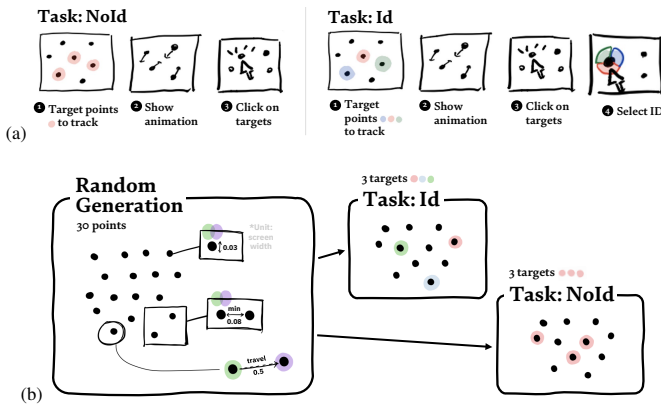 Task: NoId
Task: Id
1 Target points
to track
2 Show
animation
3 Click on
targets
1 Target
points
to track
2 Show
animation
3 Click on
targets
4 Select ID
(a)
Random
Generation
30 points
*Unit:
screen
width
0.03
min
0.08
travel
0.5
3 targets
Task: Id
3 targets
Task: NoId
(b)